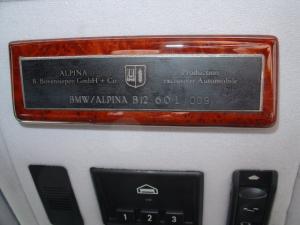 ALPINA Production
B. Bovensiepen GmbH + Co. exclusiver Automobile
BMW/ALPINA B12 6.0 L 009
1 2 3